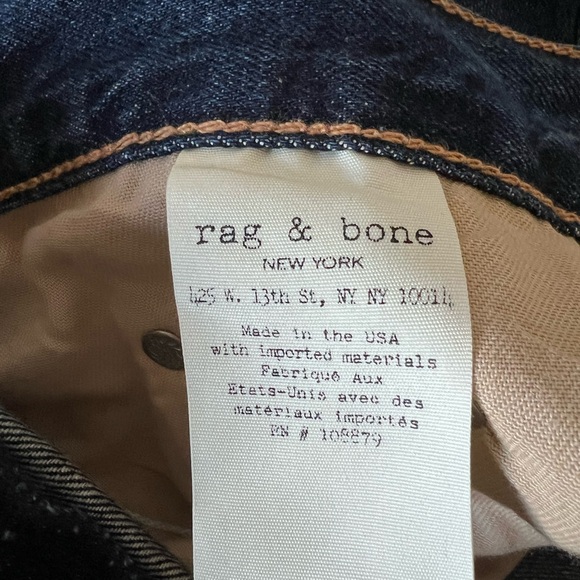 rag & bone
NEW YORK
425 W. 13th St, NY NY 10014
Made in the USA
with imported materials
Fabriqué Aux
Etats-Unis avec des
matériaux importés
RN # 108879